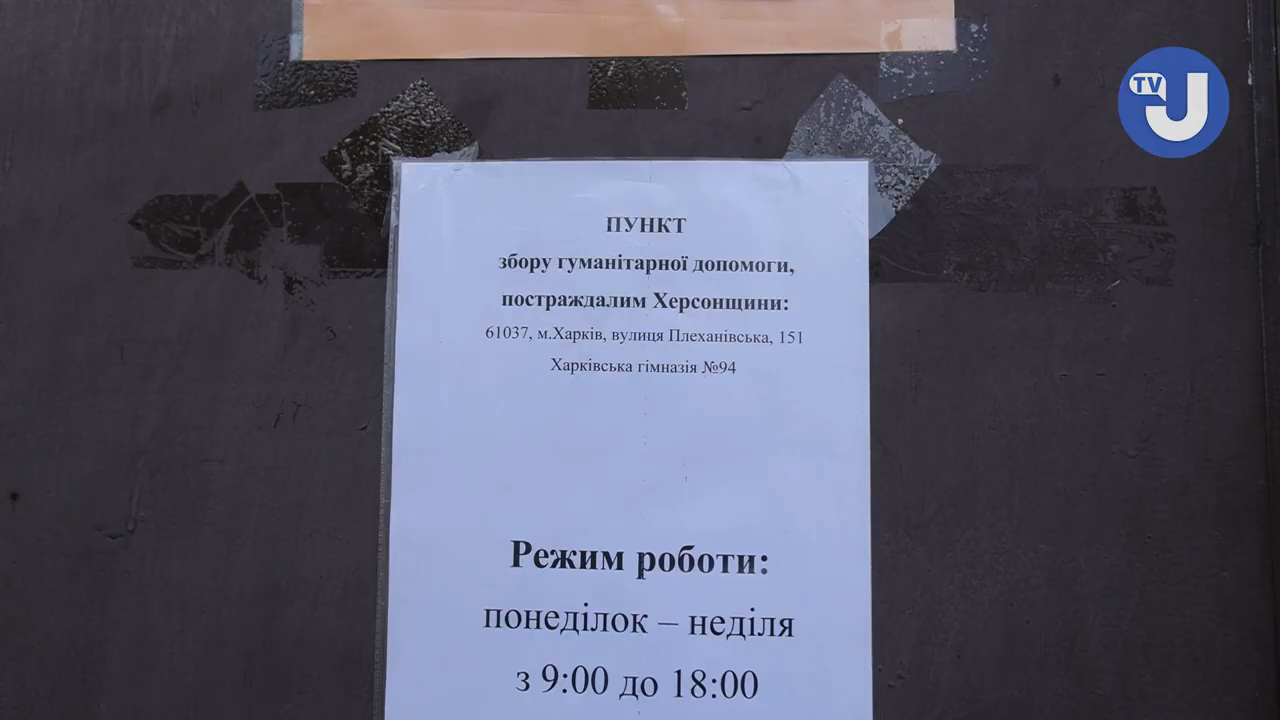 TV
U
ПУНКТ
збору гуманітарної допомоги,
постраждалим Херсонщини:
61037, м.Харків, вулиця Плеханівська, 151
Харківська гімназія №94
Режим роботи:
понеділок – неділя
з 9:00 до 18:00